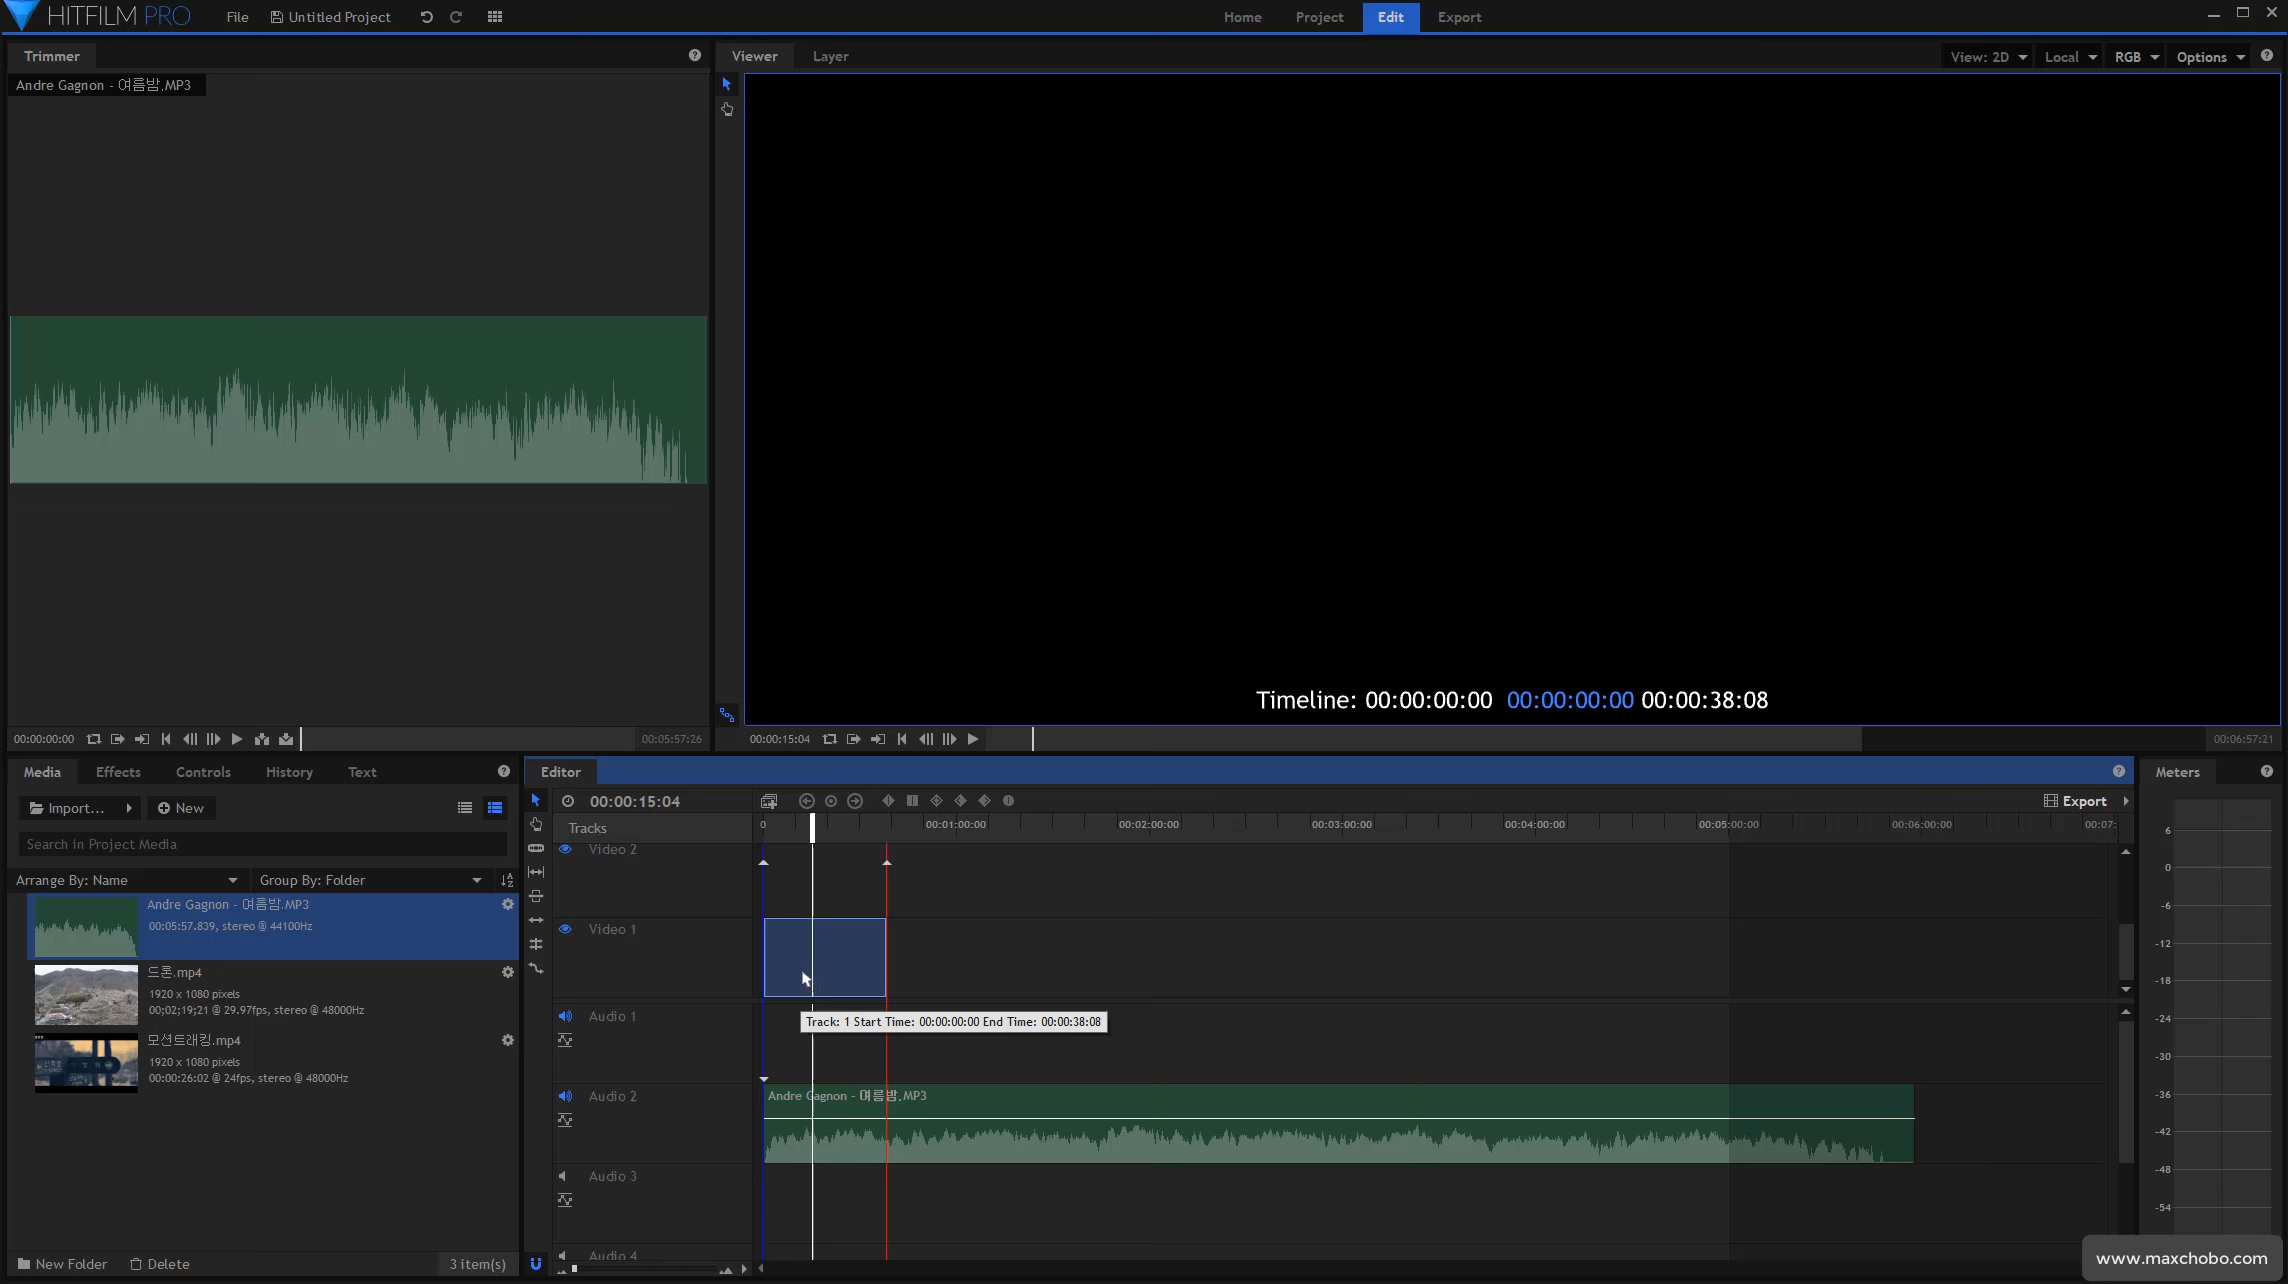 HITFILM PRO
File
Untitled Project
Home
Project
Edit
Export
Trimmer
Andre Gagnon - 여름밤.MP3
Viewer
Layer
View: 2D
Local
RGB
Options
Timeline: 00:00:00:00 00:00:00:00 00:00:38:08
00:00:00:00
00:05:57:26
00:00:15:04
00:06:57:21
Media
Effects
Controls
History
Text
Import...
New
Search in Project Media
Arrange By: Name
Group By: Folder
Andre Gagnon - 여름밤.MP3
00:05:57.839, stereo @ 44100Hz
드론.mp4
1920 x 1080 pixels
00;02;19;21 @ 29.97fps, stereo @ 48000Hz
모션트래킹.mp4
1920 x 1080 pixels
00:00:26:02 @ 24fps, stereo @ 48000Hz
New Folder
Delete
3 item(s)
Editor
00:00:15:04
Export
Tracks
0
00:01:00:00
00:02:00:00
00:03:00:00
00:04:00:00
00:05:00:00
00:06:00:00
00:07:
Video 2
Video 1
Audio 1
Track: 1 Start Time: 00:00:00:00 End Time: 00:00:38:08
Audio 2
Andre Gagnon - 여름밤.MP3
Audio 3
Audio 4
Meters
6
0
-6
-12
-18
-24
-30
-36
-42
-48
-54
www.maxchobo.com